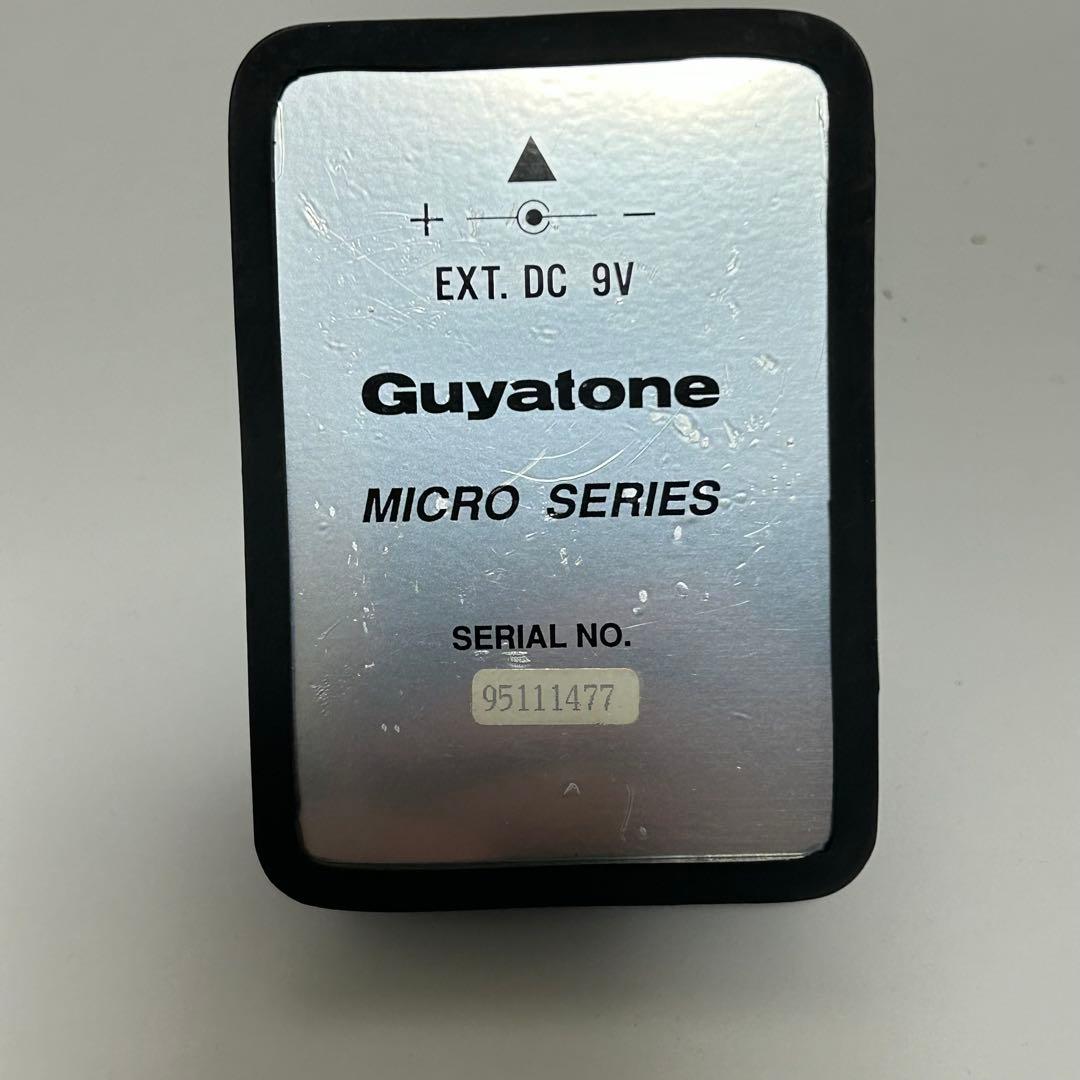 + −
EXT. DC 9V
Guyatone
MICRO SERIES
SERIAL NO.
95111477